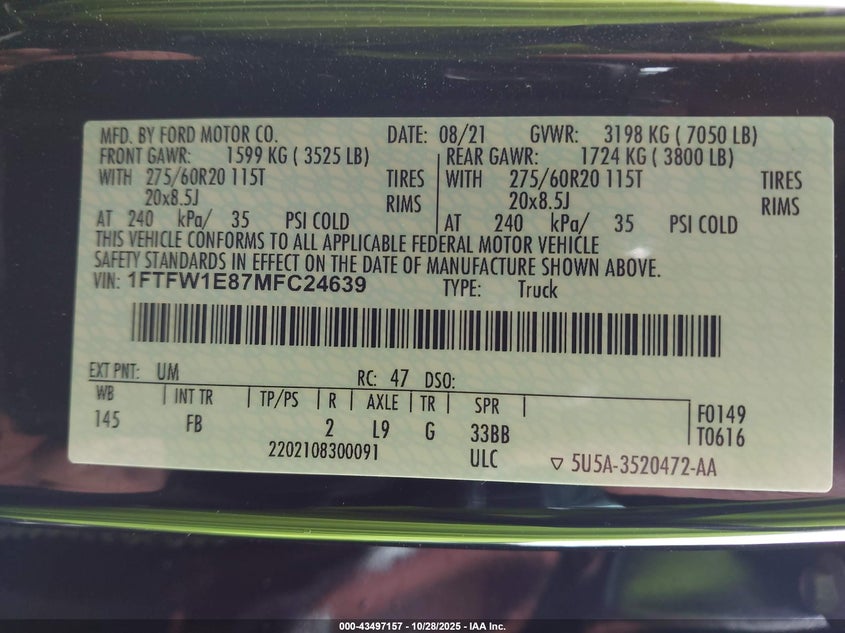 MFD. BY FORD MOTOR CO. DATE: 08/21 GVWR: 3198 KG ( 7050 LB)
FRONT GAWR: 1599 KG ( 3525 LB) REAR GAWR: 1724 KG ( 3800 LB)
WITH 275/60R20 115T TIRES WITH 275/60R20 115T TIRES
20x8.5J RIMS 20x8.5J RIMS
AT 240 kPa/ 35 PSI COLD AT 240 kPa/ 35 PSI COLD
THIS VEHICLE CONFORMS TO ALL APPLICABLE FEDERAL MOTOR VEHICLE
SAFETY STANDARDS IN EFFECT ON THE DATE OF MANUFACTURE SHOWN ABOVE.
VIN: 1FTFW1E87MFC24639 TYPE: Truck
EXT PNT: UM RC: 47 DSO:
WB INT TR TP/PS R AXLE TR SPR F0149
145 FB 2 L9 G 33BB T0616
2202108300091 ULC ▽ 5U5A-3520472-AA
000-43497157 - 10/28/2025 - IAA Inc.